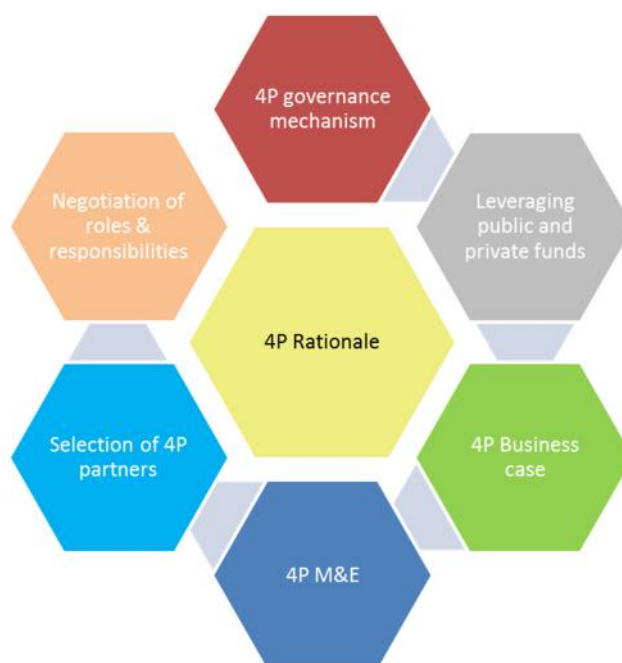 4P governance
mechanism
Negotiation of
roles &
responsibilities
Leveraging
public and
private funds
4P Rationale
Selection of 4P
partners
4P Business
case
4P M&E